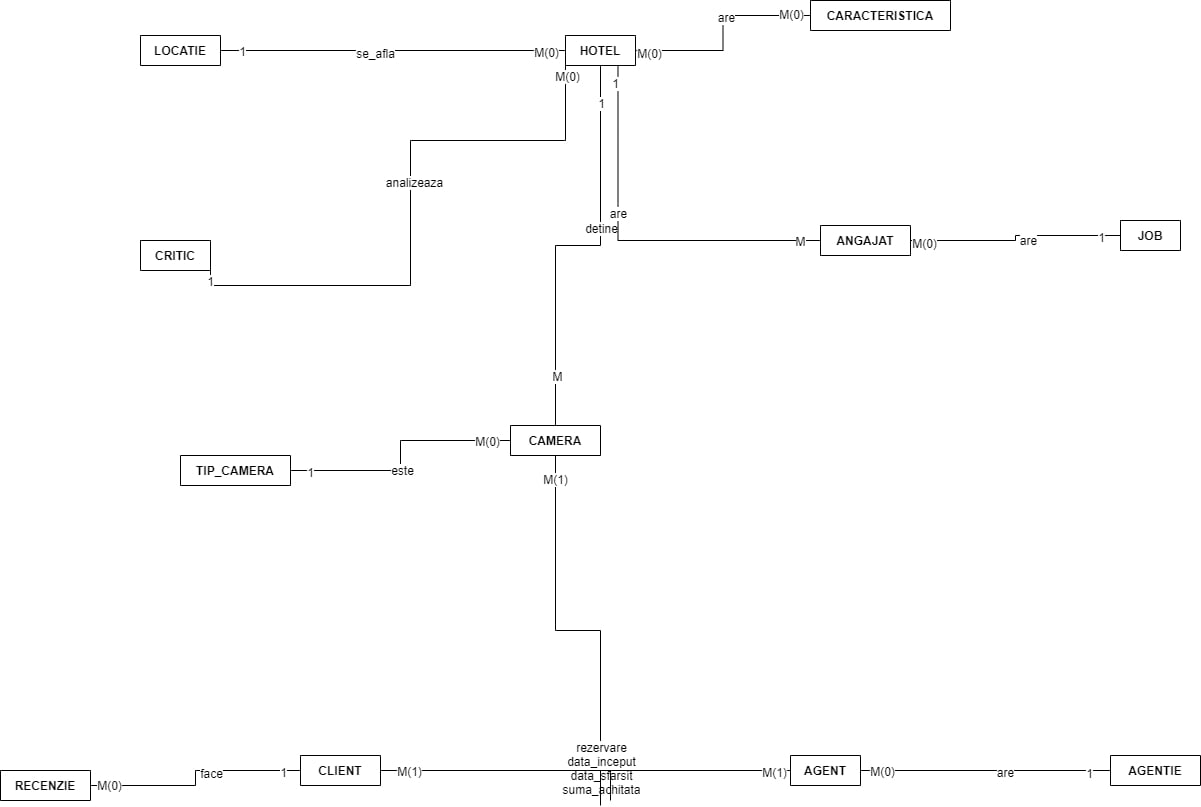 CARACTERISTICA
are
M(0)
LOCATIE
1
se_afla
M(0)
HOTEL
M(0)
M(0)
1
1
analizeaza
are
detine
CRITIC
1
M
ANGAJAT
M(0)
are
1
JOB
M
TIP_CAMERA
1
este
M(0)
CAMERA
M(1)
rezervare
data_inceput
data_sfarsit
suma_achitata
RECENZIE
M(0)
face
1
CLIENT
M(1)
M(1)
AGENT
M(0)
are
1
AGENTIE